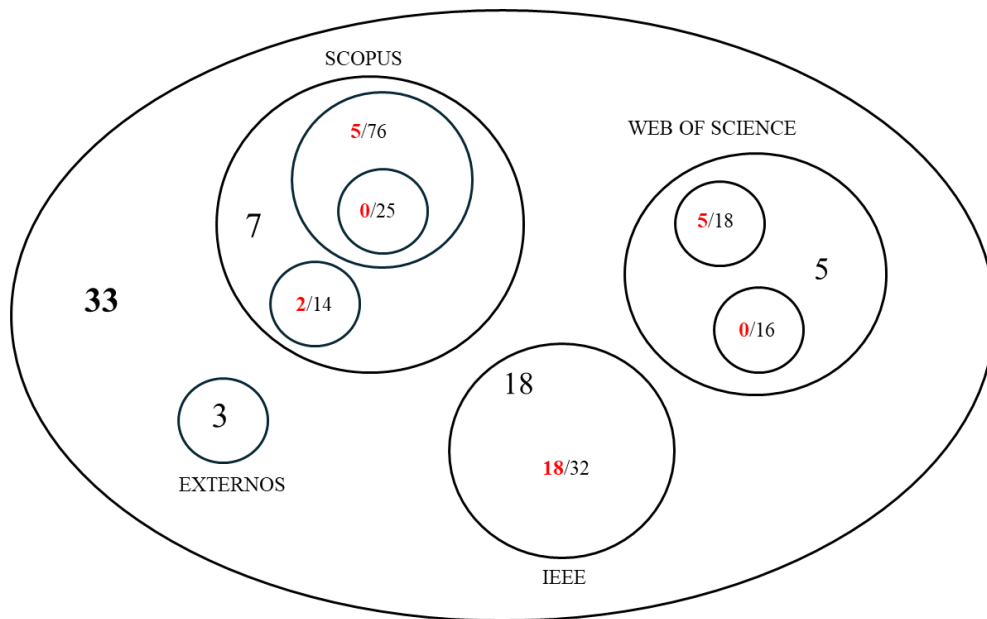 SCOPUS
5/76
0/25
7
2/14
WEB OF SCIENCE
5/18
5
0/16
33
3
EXTERNOS
18
18/32
IEEE